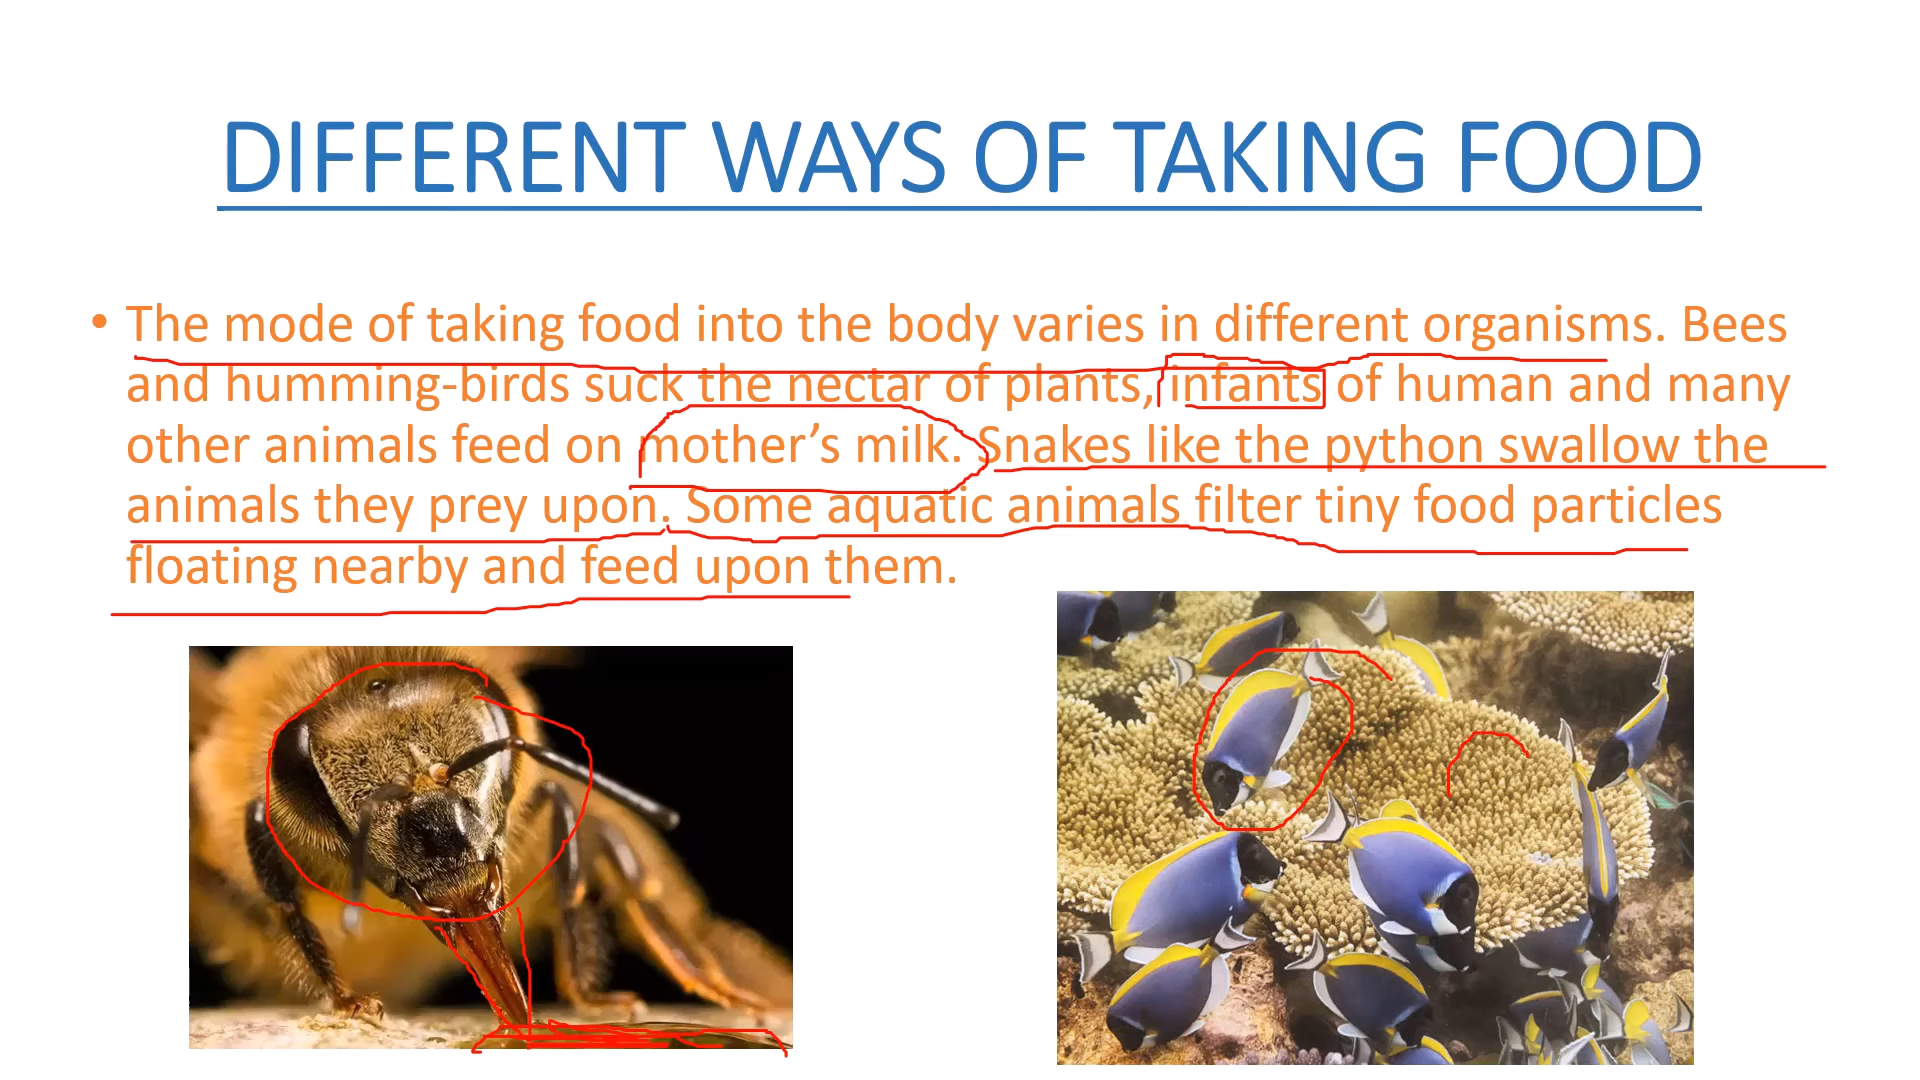 DIFFERENT WAYS OF TAKING FOOD
• The mode of taking food into the body varies in different organisms. Bees
and humming-birds suck the nectar of plants, infants of human and many
other animals feed on mother’s milk. Snakes like the python swallow the
animals they prey upon. Some aquatic animals filter tiny food particles
floating nearby and feed upon them.